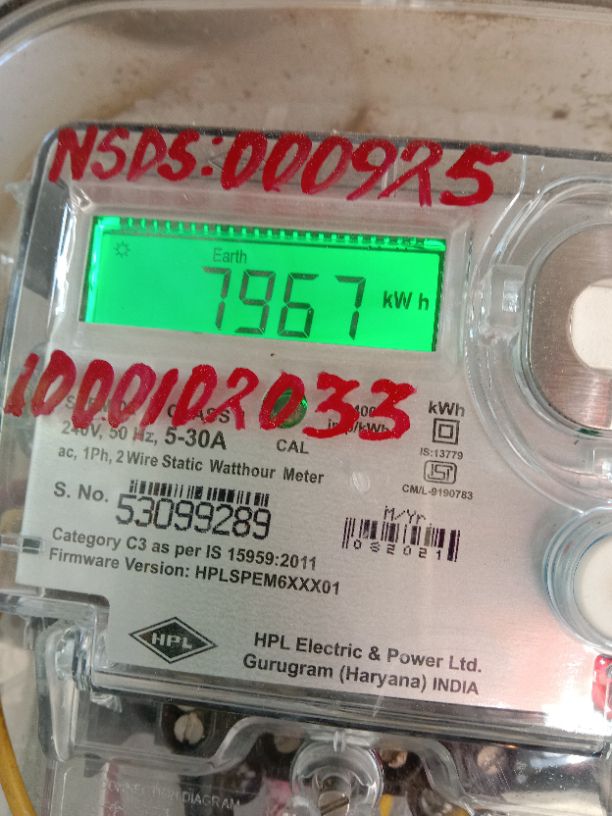 NSDS:000925
Earth
7967 kWh
1000102033
kWh
240V, 50 Hz, 5-30A
CAL
IS:13779
ac, 1Ph, 2 Wire Static Watthour Meter
CM/L-9190783
S. No. 53099289
M/Yr
062021
Category C3 as per IS 15959:2011
Firmware Version: HPLSPEM6XXX01
HPL
HPL Electric & Power Ltd.
Gurugram (Haryana) INDIA
DIAGRAM